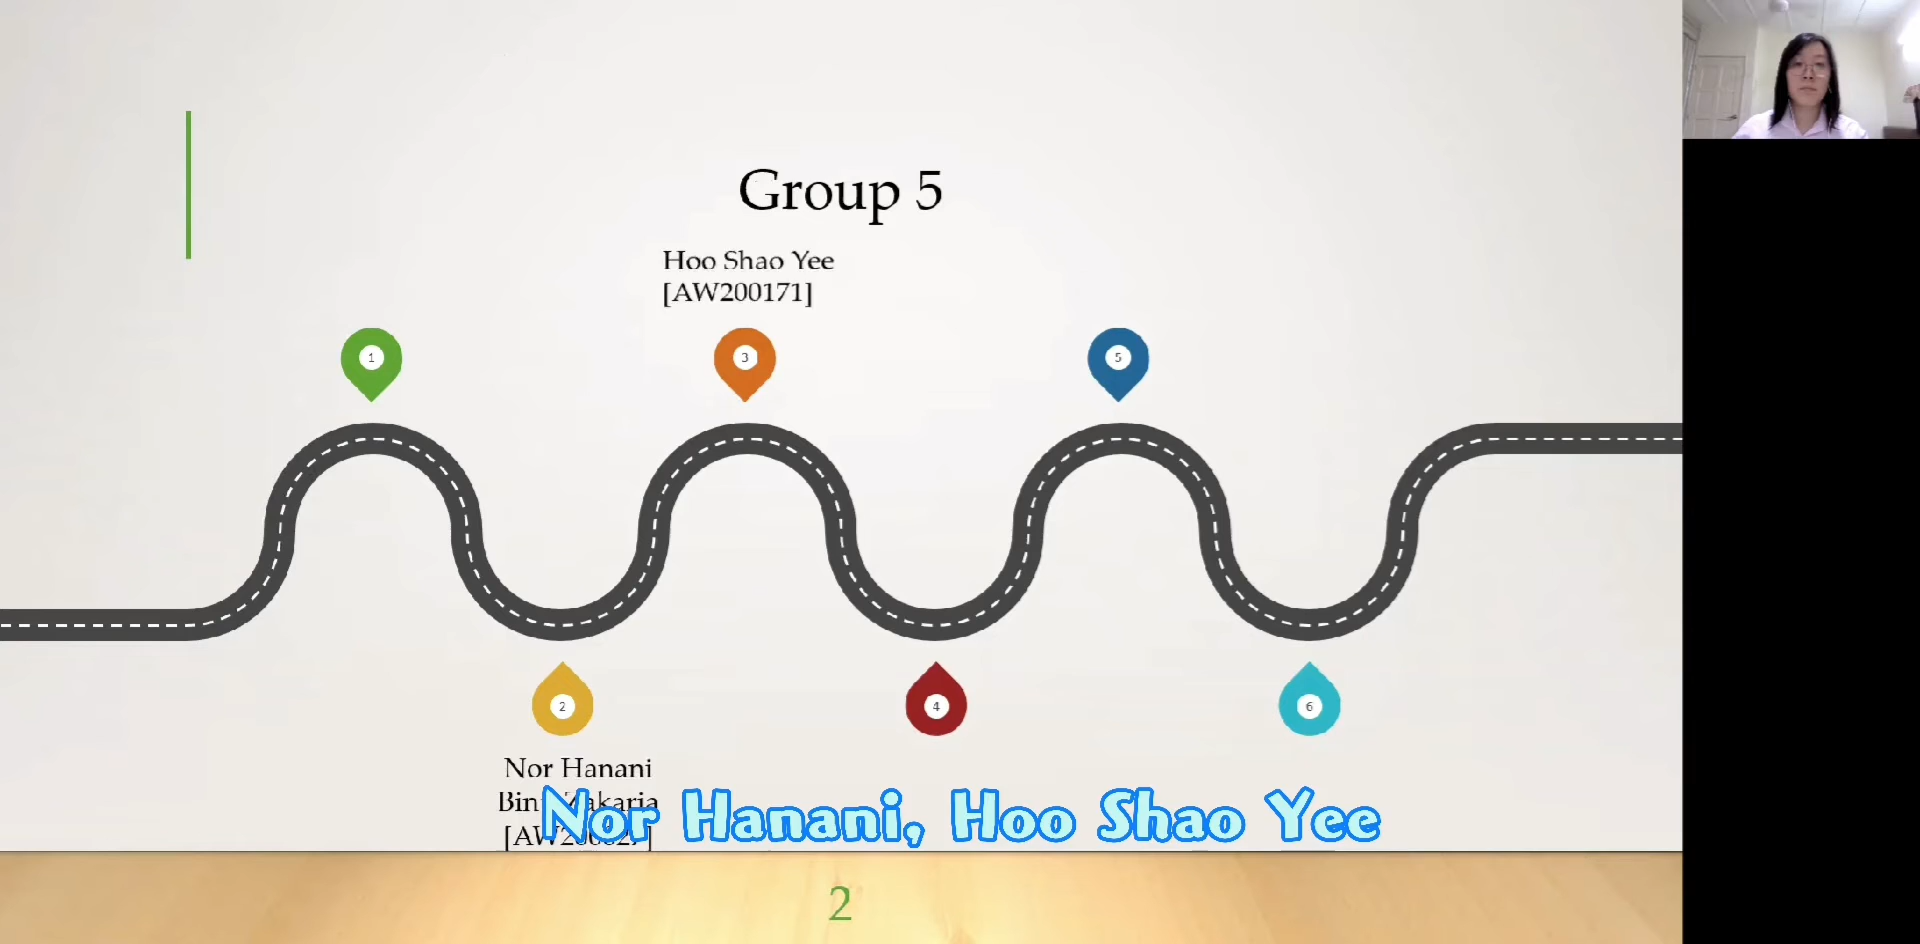 Group 5
Hoo Shao Yee
[AW200171]
1
3
5
2
4
6
Nor Hanani
Zakaria
Nor Hanani, Hoo Shao Yee
2